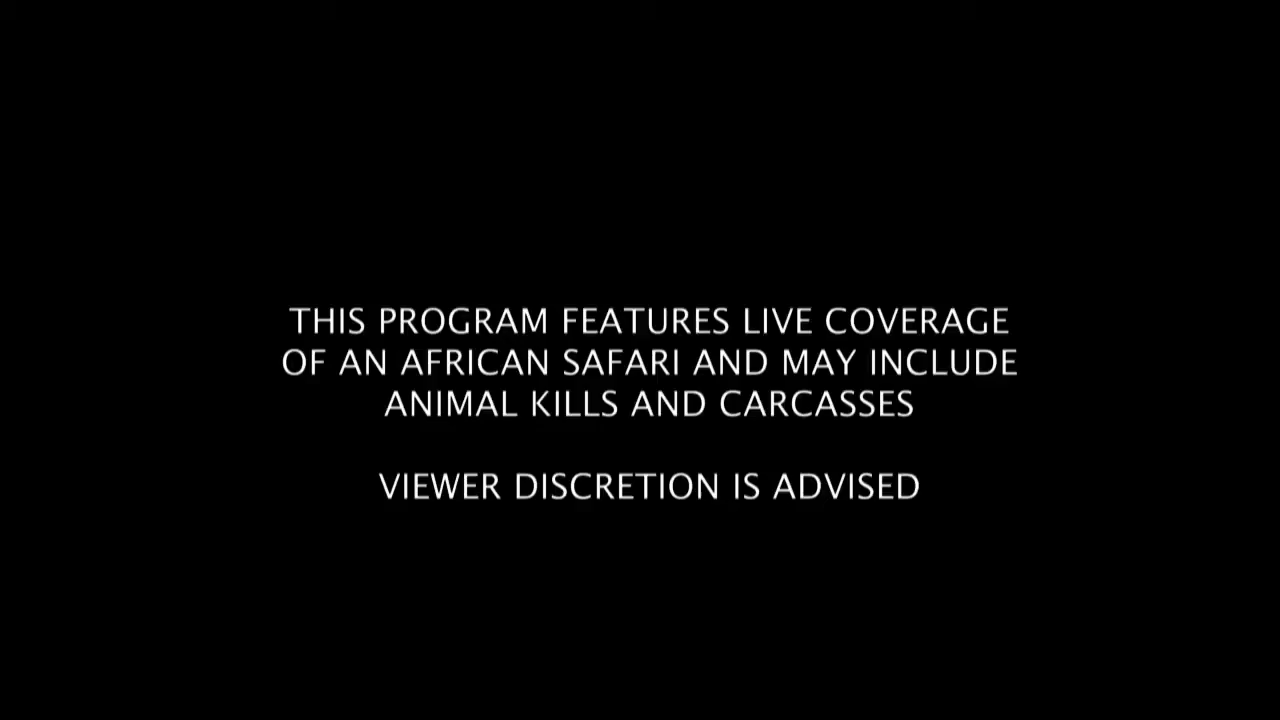 THIS PROGRAM FEATURES LIVE COVERAGE
OF AN AFRICAN SAFARI AND MAY INCLUDE
ANIMAL KILLS AND CARCASSES
VIEWER DISCRETION IS ADVISED